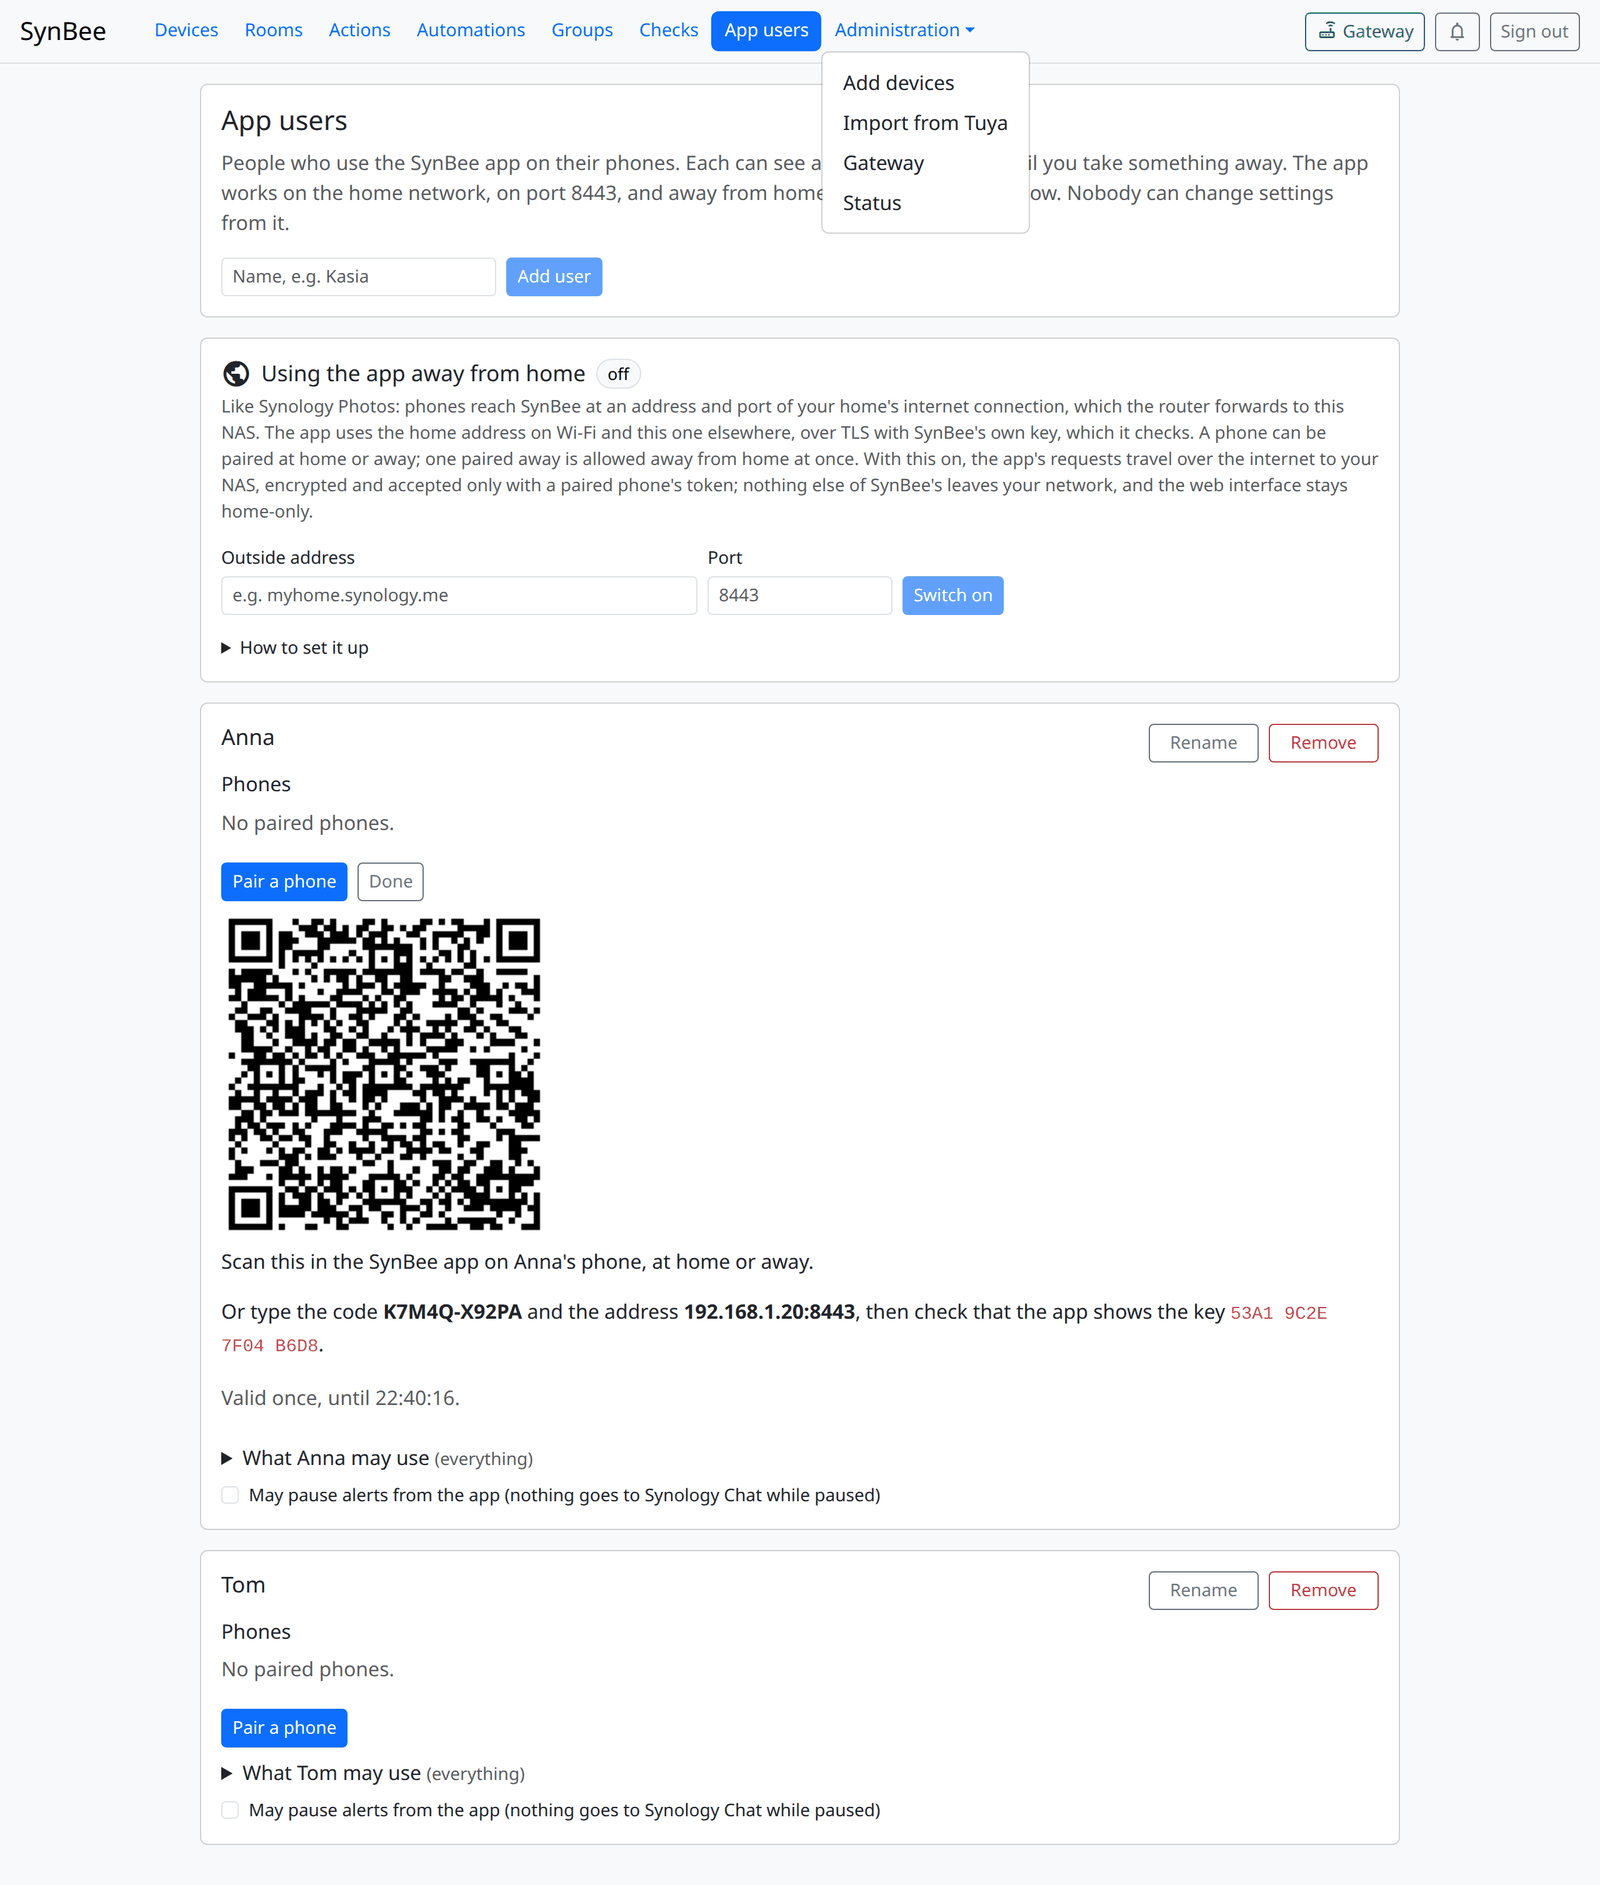 SynBee
Devices
Rooms
Actions
Automations
Groups
Checks
App users
Administration
Gateway
Sign out
Add devices
Import from Tuya
Gateway
Status
App users
People who use the SynBee app on their phones. Each can see a il you take something away. The app
works on the home network, on port 8443, and away from home ow. Nobody can change settings
from it.
Name, e.g. Kasia
Add user
Using the app away from home
off
Like Synology Photos: phones reach SynBee at an address and port of your home's internet connection, which the router forwards to this
NAS. The app uses the home address on Wi-Fi and this one elsewhere, over TLS with SynBee's own key, which it checks. A phone can be
paired at home or away; one paired away is allowed away from home at once. With this on, the app's requests travel over the internet to your
NAS, encrypted and accepted only with a paired phone's token; nothing else of SynBee's leaves your network, and the web interface stays
home-only.
Outside address
Port
e.g. myhome.synology.me
8443
Switch on
How to set it up
Anna
Rename
Remove
Phones
No paired phones.
Pair a phone
Done
Scan this in the SynBee app on Anna's phone, at home or away.
Or type the code K7M4Q-X92PA and the address 192.168.1.20:8443, then check that the app shows the key 53A1 9C2E
7F04 B6D8.
Valid once, until 22:40:16.
What Anna may use (everything)
May pause alerts from the app (nothing goes to Synology Chat while paused)
Tom
Rename
Remove
Phones
No paired phones.
Pair a phone
What Tom may use (everything)
May pause alerts from the app (nothing goes to Synology Chat while paused)